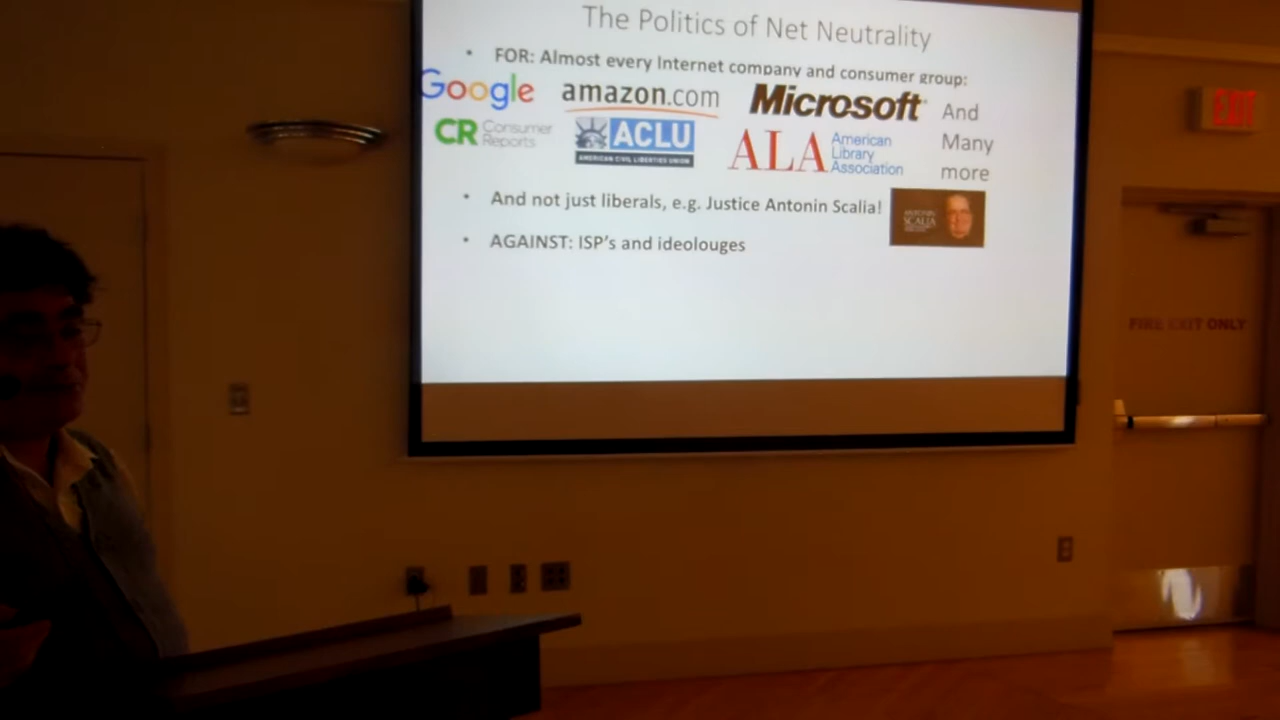 The Politics of Net Neutrality
• FOR: Almost every Internet company and consumer group:
Google amazon.com Microsoft And
CR Consumer Reports ACLU ALA American Library Association Many
AMERICAN CIVIL LIBERTIES UNION more
• And not just liberals, e.g. Justice Antonin Scalia!
ANTONIN
SCALIA
• AGAINST: ISP's and ideolouges
EXIT
FIRE EXIT ONLY